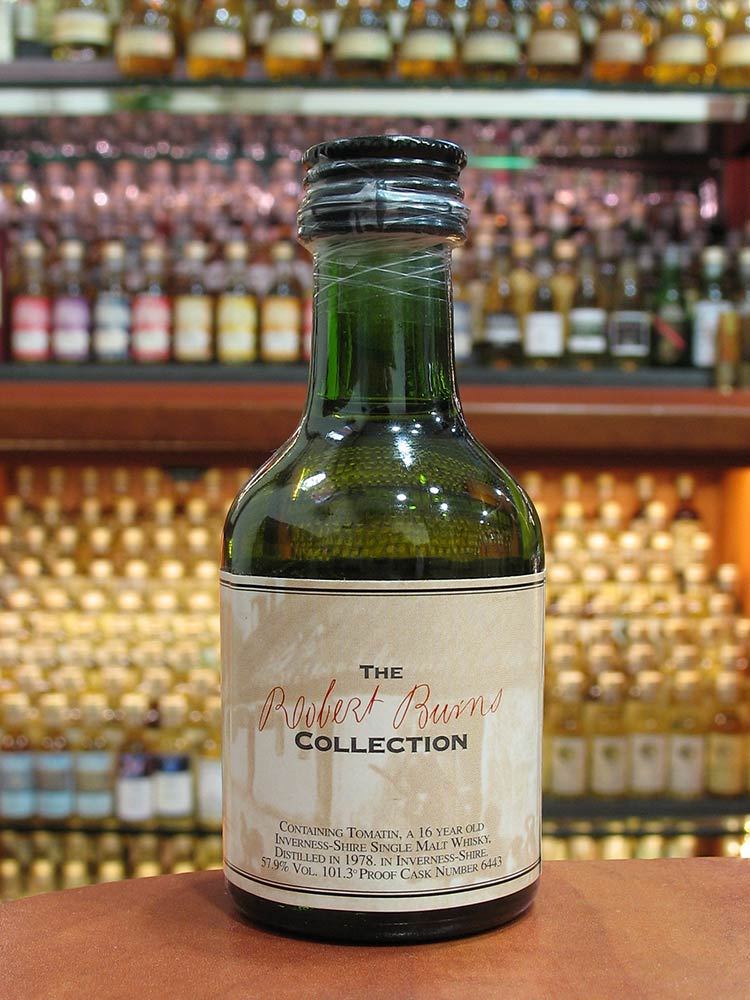 THE
Robert Burns
COLLECTION
CONTAINING TOMATIN, A 16 YEAR OLD
INVERNESS-SHIRE SINGLE MALT WHISKY,
DISTILLED IN 1978. IN INVERNESS-SHIRE.
57.9% VOL. 101.3° PROOF CASK NUMBER 6443